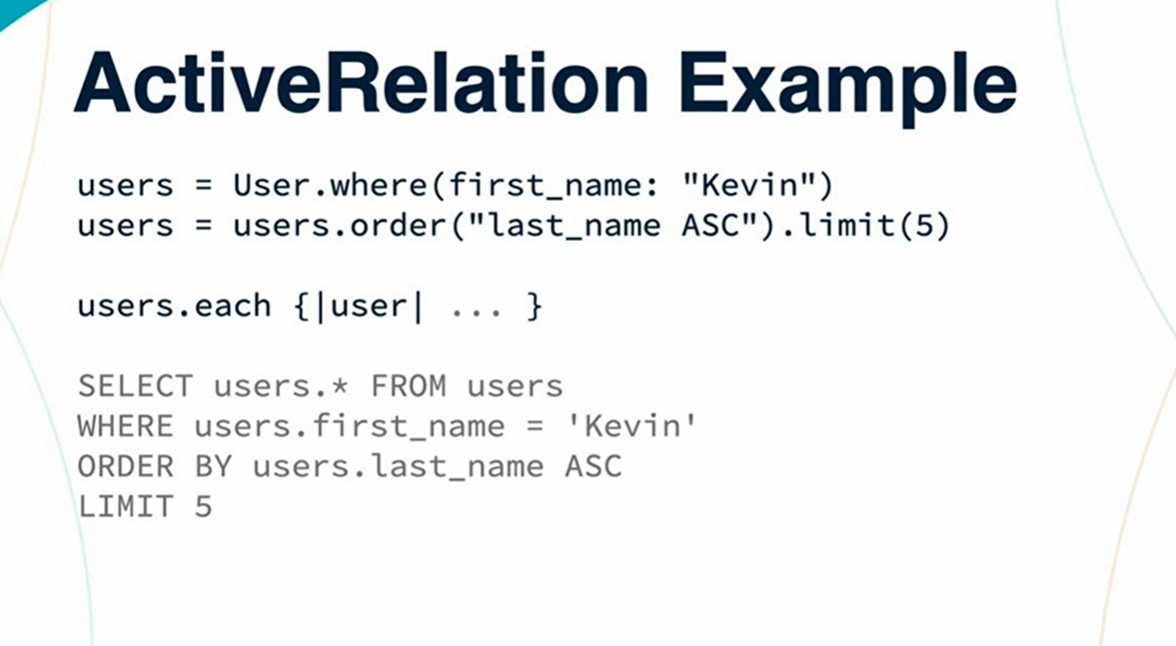 ActiveRelation Example
users = User.where(first_name: "Kevin")
users = users.order("last_name ASC").limit(5)
users.each {|user| ... }
SELECT users.* FROM users
WHERE users.first_name = 'Kevin'
ORDER BY users.last_name ASC
LIMIT 5